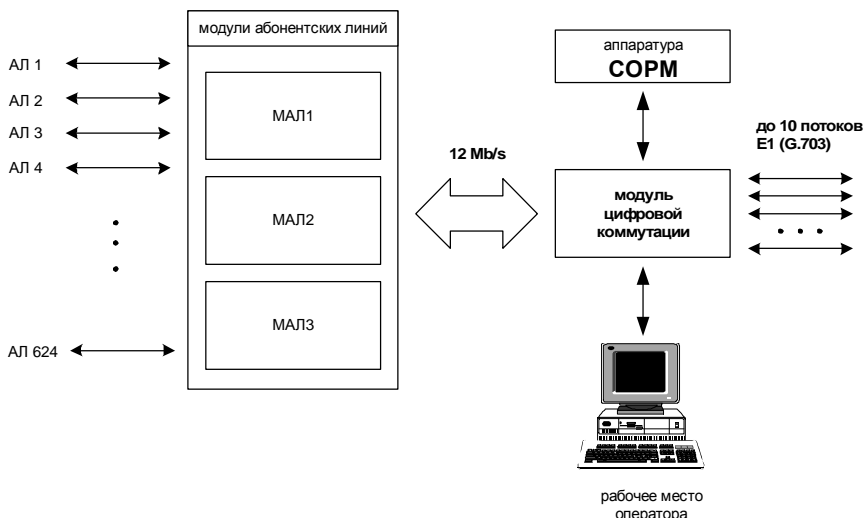 модули абонентских линий
АЛ 1
АЛ 2
АЛ 3
АЛ 4
АЛ 624
МАЛ1
МАЛ2
МАЛ3
12 Mb/s
аппаратура
СОРМ
модуль
цифровой
коммутации
до 10 потоков
E1 (G.703)
рабочее место
оператора